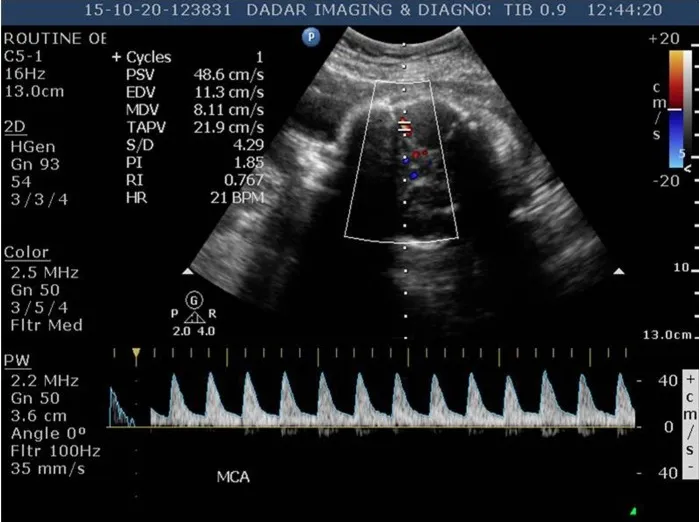 15-10-20-123831 DADAR IMAGING & DIAGNO: TIB 0.9 12:44:20
ROUTINE OB
C5-1
16Hz
13.0cm
2D
HGen
Gn 93
54
3/3/4
Color
2.5 MHz
Gn 50
3/5/4
Fltr Med
PW
2.2 MHz
Gn 50
3.6 cm
Angle 0°
Fltr 100Hz
35 mm/s
+ Cycles 1
PSV 48.6 cm/s
EDV 11.3 cm/s
MDV 8.11 cm/s
TAPV 21.9 cm/s
S/D 4.29
PI 1.85
RI 0.767
HR 21 BPM
P
G
P R
2.0 4.0
+20
cm/s
5
-20
10
13.0cm
MCA
40
0
40
+cm/s-